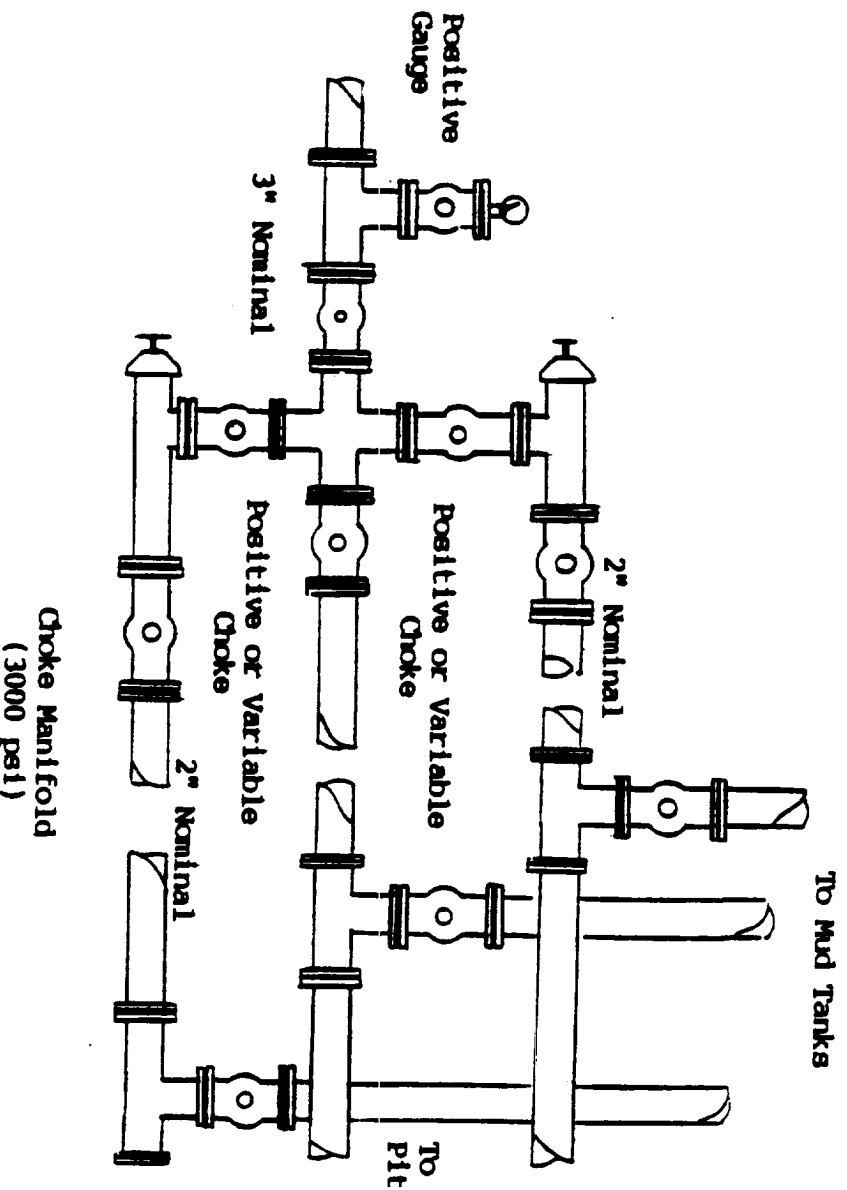 Positive
Gauge
3" Nominal
Positive or Variable
Choke
Positive or Variable
Choke
2" Nominal
2" Nominal
To Mud Tanks
To
Pit
Choke Manifold
(3000 psi)